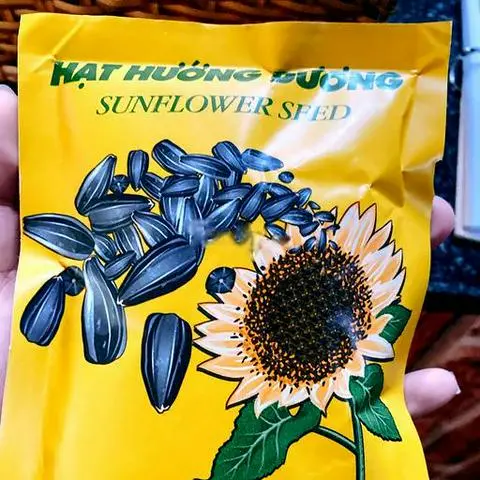 HẠT HƯỚNG DƯƠNG
SUNFLOWER SEED